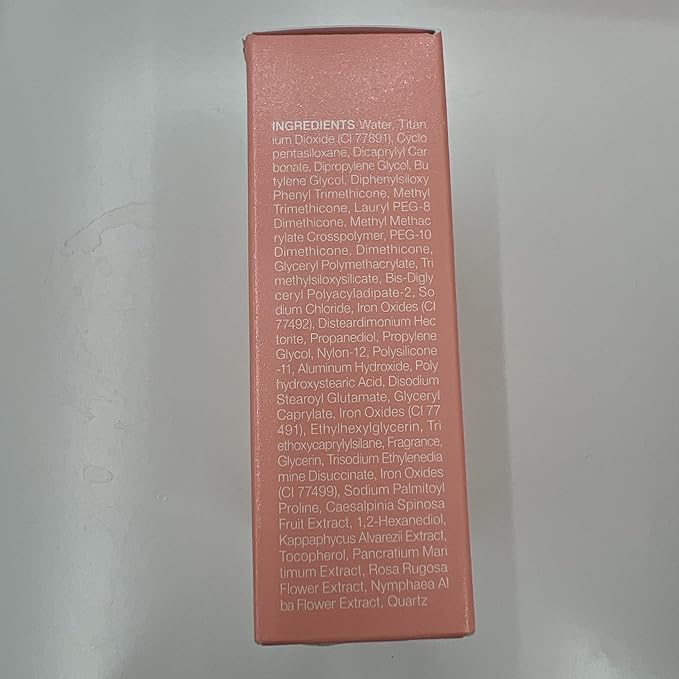 INGREDIENTS Water, Titan
ium Dioxide (CI 77891), Cyclo
pentasiloxane, Dicaprylyl Car
bonate, Dipropylene Glycol, Bu
tylene Glycol, Diphenylsiloxy
Phenyl Trimethicone, Methyl
Trimethicone, Lauryl PEG-8
Dimethicone, Methyl Methac
rylate Crosspolymer, PEG-10
Dimethicone, Dimethicone,
Glyceryl Polymethacrylate, Tri
methylsiloxysilicate, Bis-Digly
ceryl Polyacyladipate-2, So
dium Chloride, Iron Oxides (CI
77492), Disteardimonium Hec
torite, Propanediol, Propylene
Glycol, Nylon-12, Polysilicone
-11, Aluminum Hydroxide, Poly
hydroxystearic Acid, Disodium
Stearoyl Glutamate, Glyceryl
Caprylate, Iron Oxides (CI 77
491), Ethylhexylglycerin, Tri
ethoxycaprylylsilane, Fragrance,
Glycerin, Trisodium Ethylenedia
mine Disuccinate, Iron Oxides
(CI 77499), Sodium Palmitoyl
Proline, Caesalpinia Spinosa
Fruit Extract, 1,2-Hexanediol,
Kappaphycus Alvarezii Extract,
Tocopherol, Pancratium Mari
timum Extract, Rosa Rugosa
Flower Extract, Nymphaea Al
ba Flower Extract, Quartz